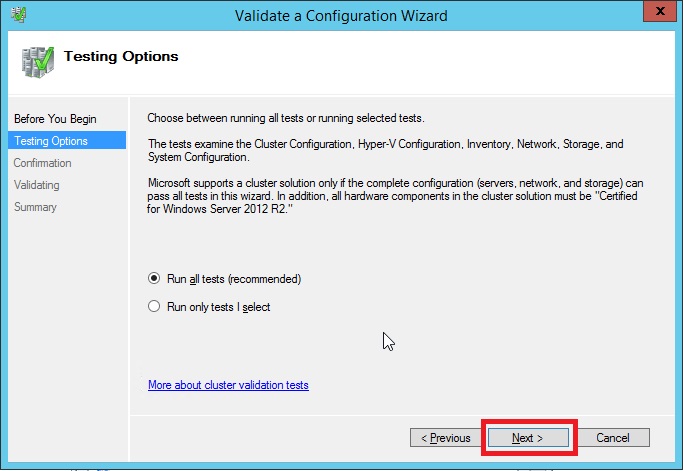 Validate a Configuration Wizard
X
Testing Options
Before You Begin
Testing Options
Confirmation
Validating
Summary
Choose between running all tests or running selected tests.
The tests examine the Cluster Configuration, Hyper-V Configuration, Inventory, Network, Storage, and
System Configuration.
Microsoft supports a cluster solution only if the complete configuration (servers, network, and storage) can
pass all tests in this wizard. In addition, all hardware components in the cluster solution must be "Certified
for Windows Server 2012 R2."
Run all tests (recommended)
Run only tests I select
More about cluster validation tests
< Previous
Next >
Cancel